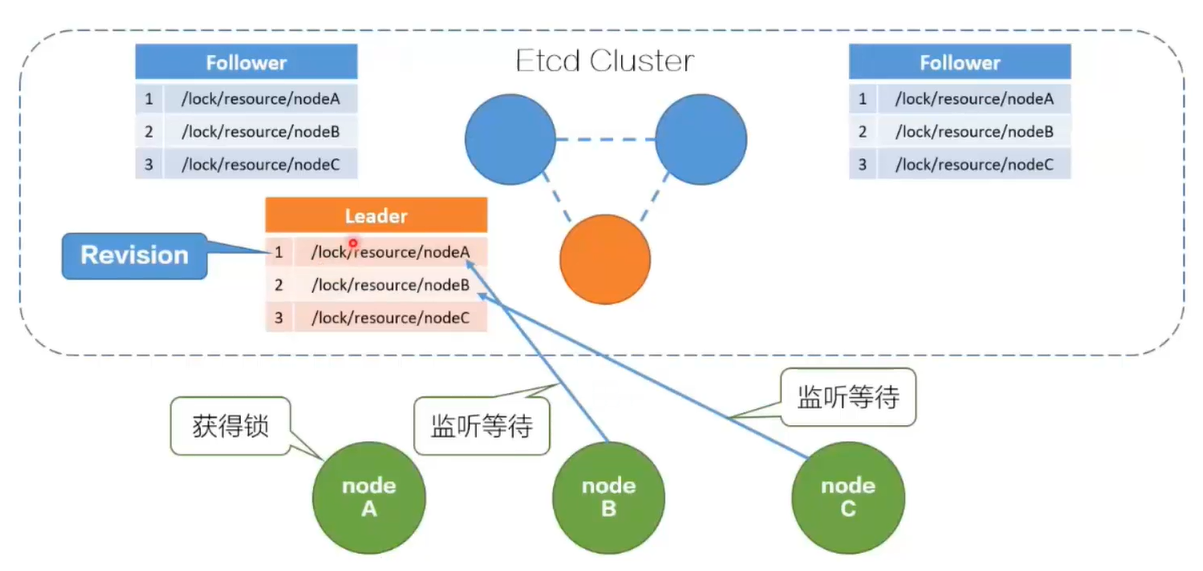 Etcd Cluster
Follower
1 /lock/resource/nodeA
2 /lock/resource/nodeB
3 /lock/resource/nodeC
Follower
1 /lock/resource/nodeA
2 /lock/resource/nodeB
3 /lock/resource/nodeC
Leader
1 /lock/resource/nodeA
2 /lock/resource/nodeB
3 /lock/resource/nodeC
Revision
获得锁
监听等待
监听等待
node
A
node
B
node
C